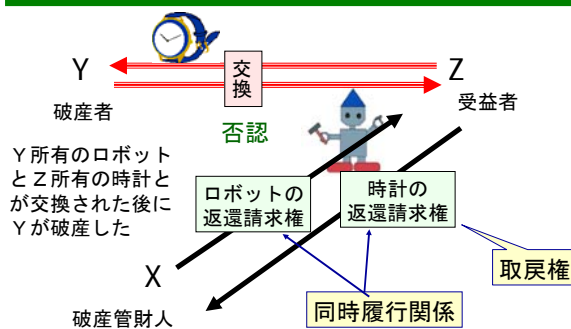 Y
交
換
Z
破産者
受益者
否認
Y所有のロボット
とZ所有の時計と
が交換された後に
Yが破産した
ロボットの
返還請求権
時計の
返還請求権
取戻権
X
破産管財人
同時履行関係